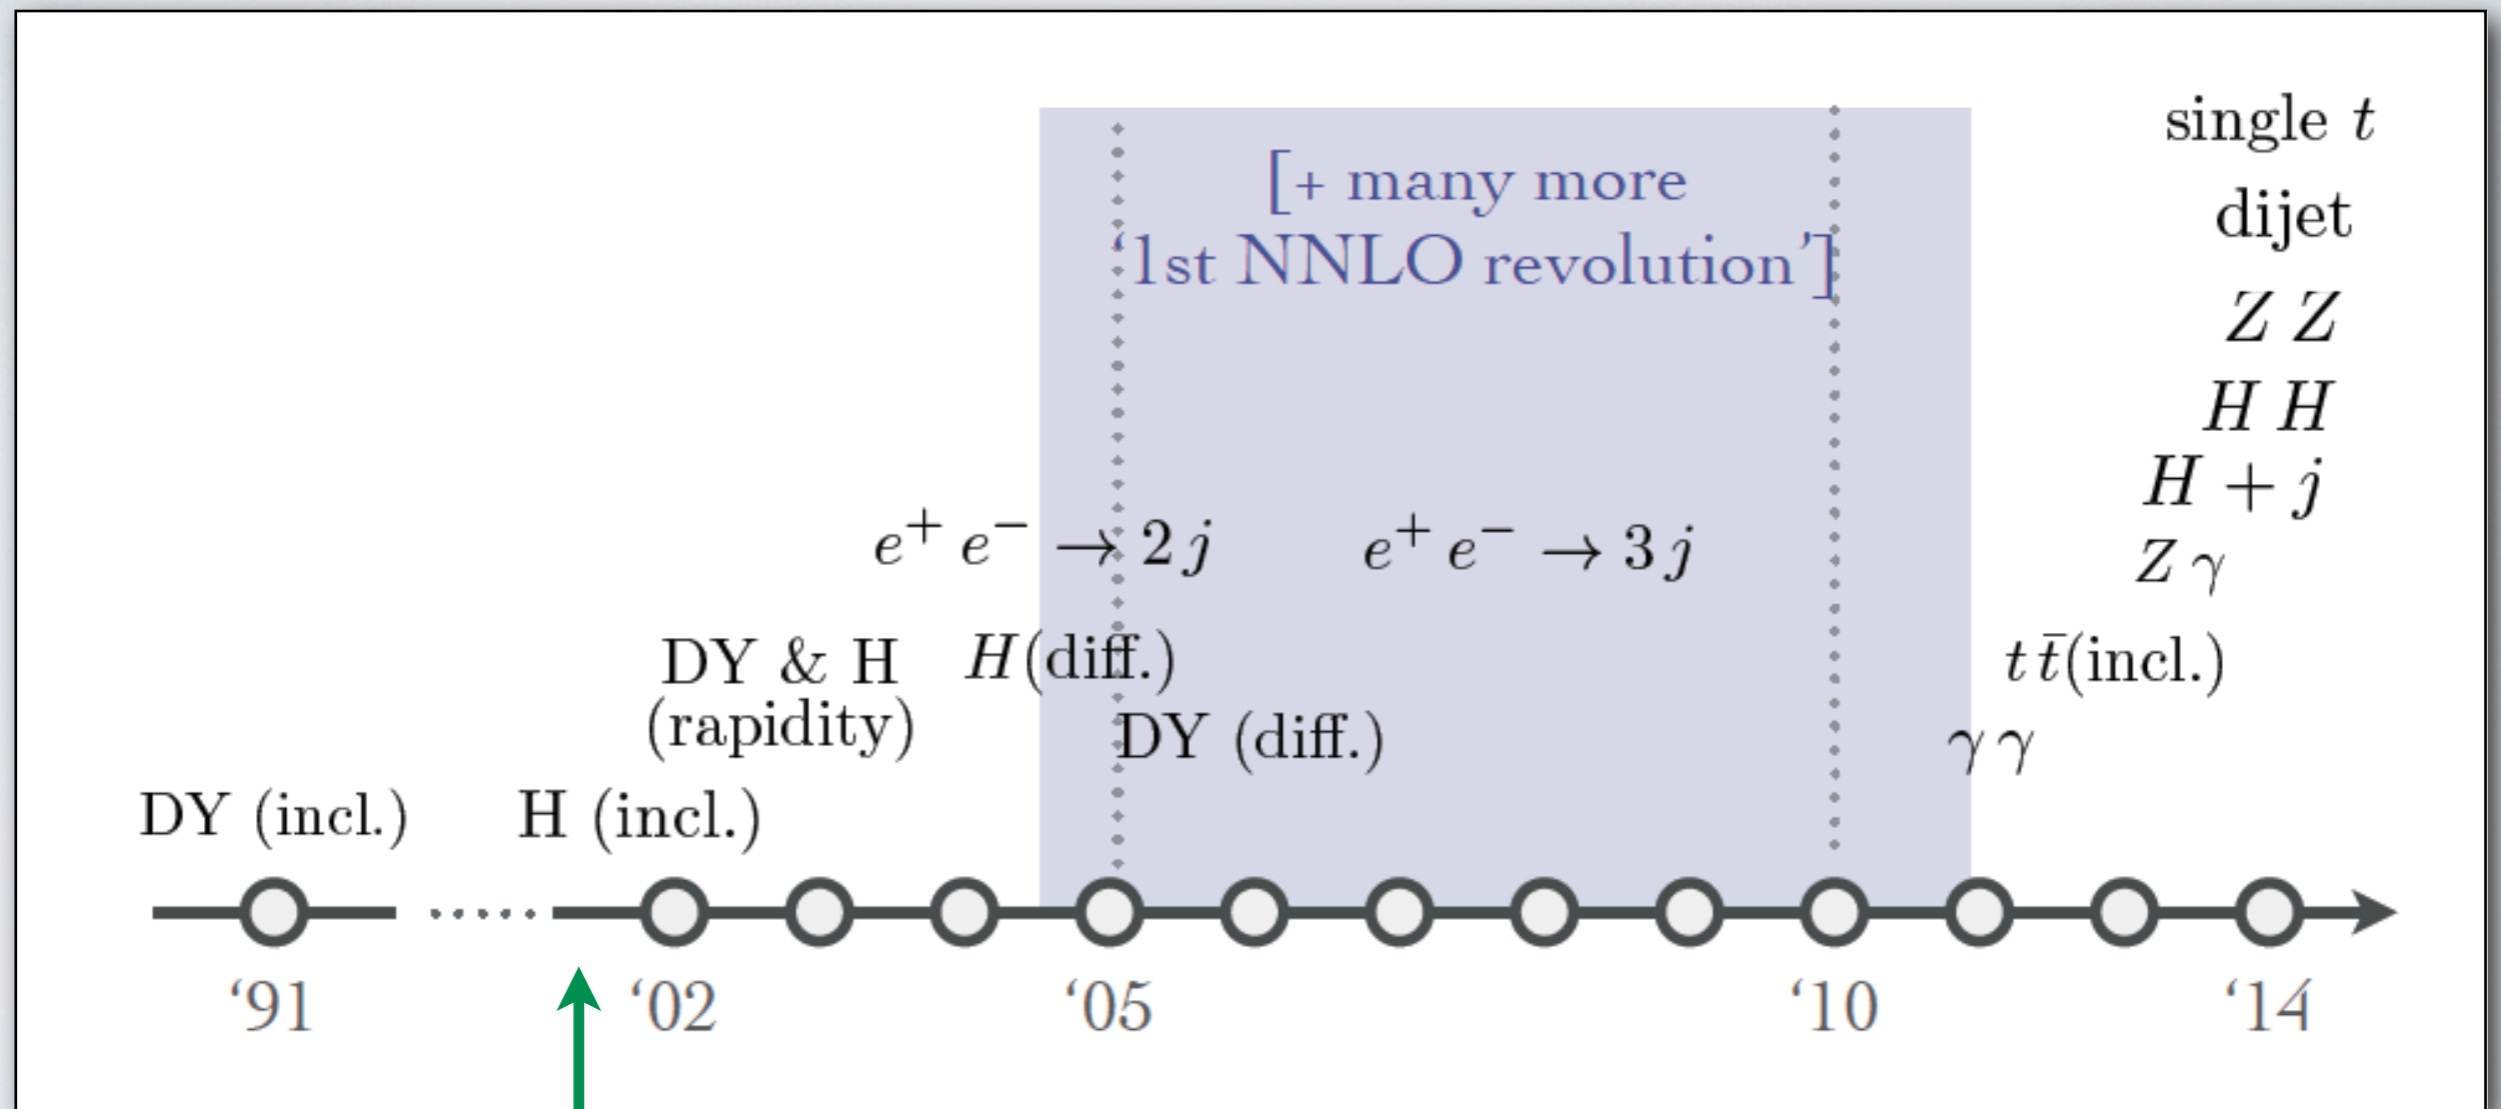 single t
dijet
[+ many more
‘1st NNLO revolution’]
Z Z
H H
H + j
e⁺ e⁻ → 2 j
e⁺ e⁻ → 3 j
Z γ
DY & H
(rapidity)
H(diff.)
t t̄(incl.)
DY (diff.)
γ γ
DY (incl.)
H (incl.)
‘91
‘02
‘05
‘10
‘14